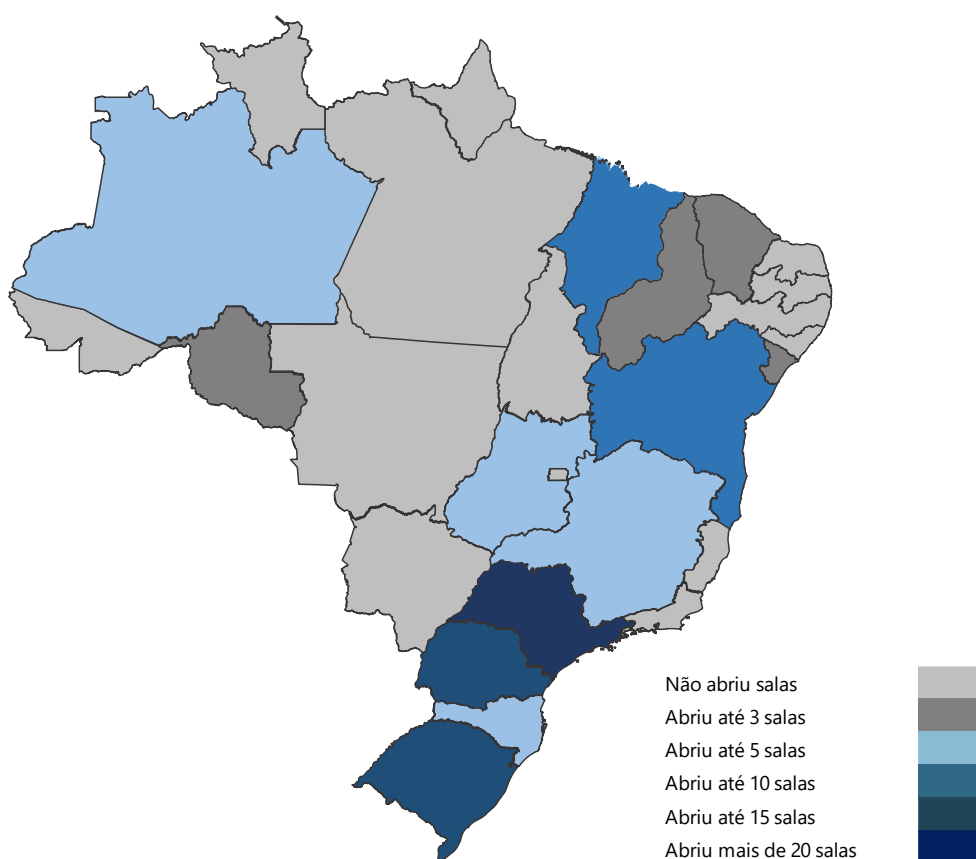 Não abriu salas
Abriu até 3 salas
Abriu até 5 salas
Abriu até 10 salas
Abriu até 15 salas
Abriu mais de 20 salas